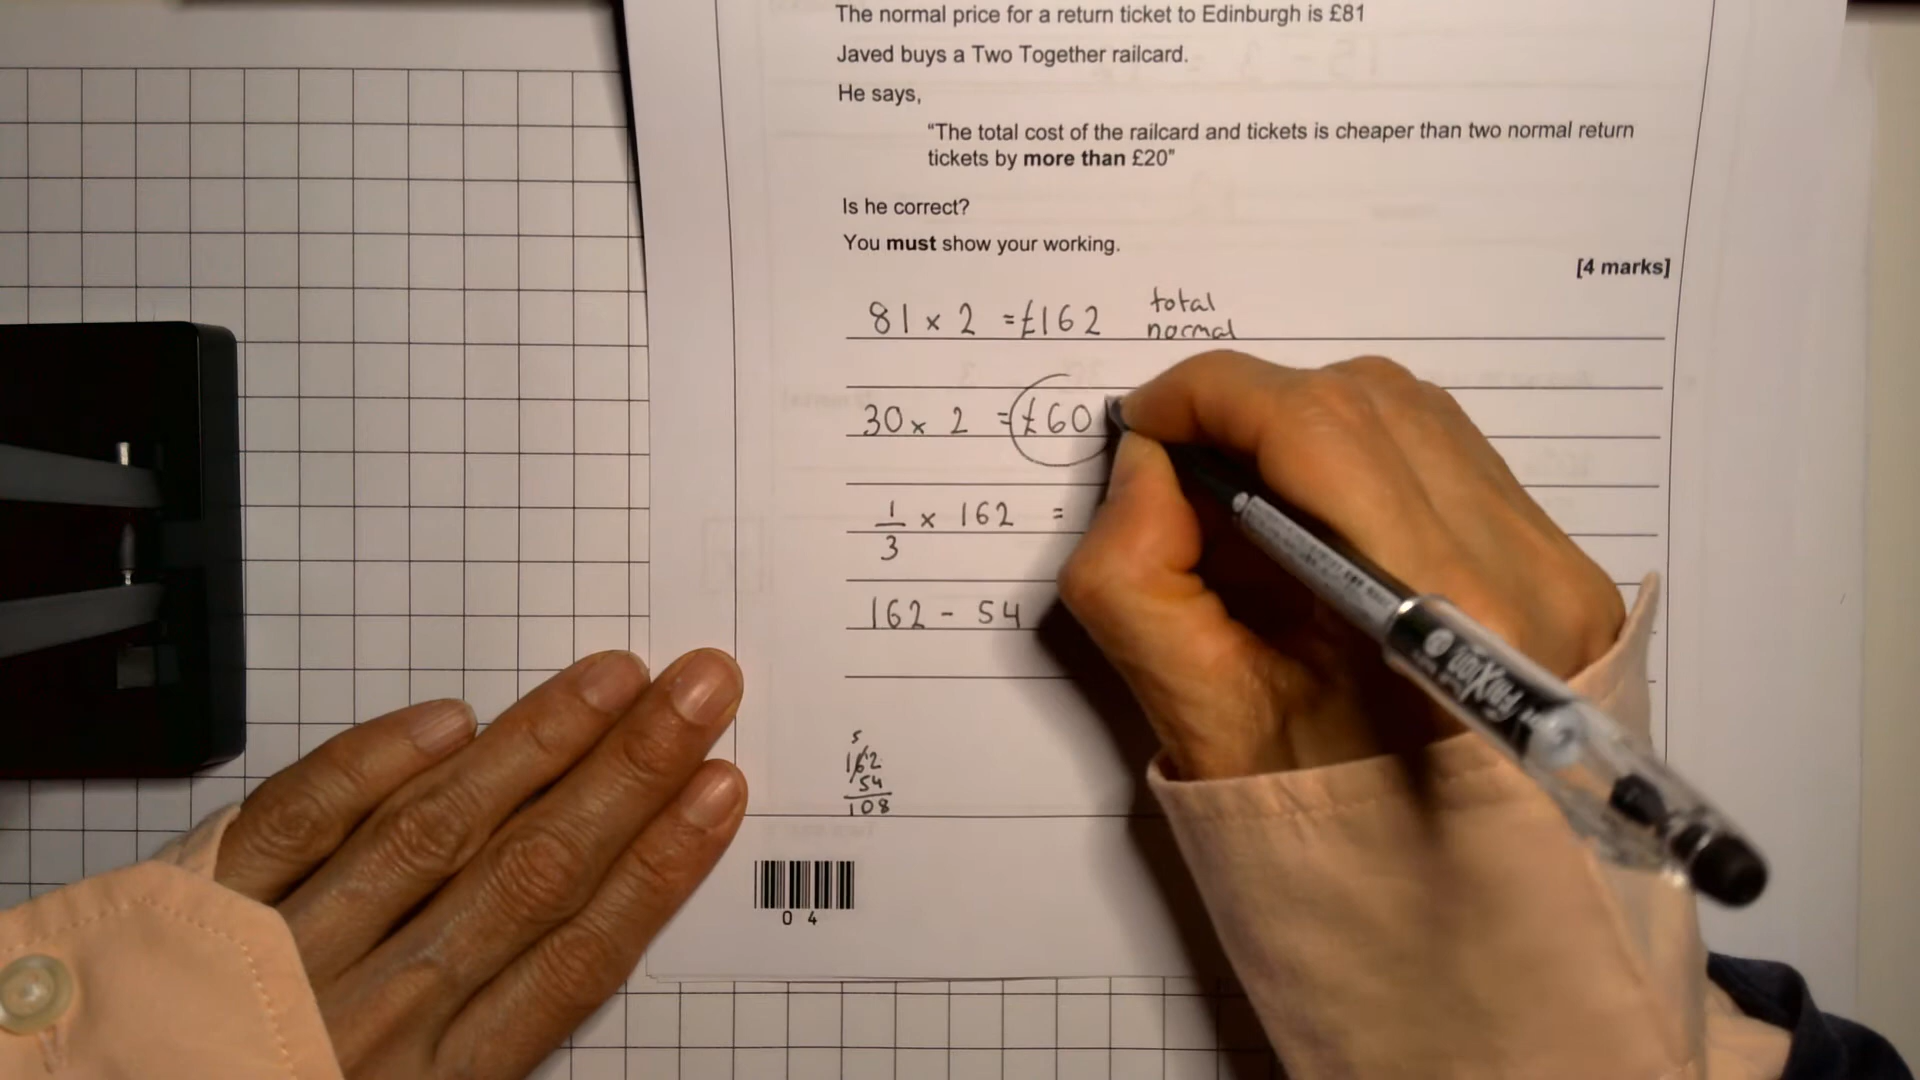 The normal price for a return ticket to Edinburgh is £81
Javed buys a Two Together railcard.
He says,
“The total cost of the railcard and tickets is cheaper than two normal return
tickets by more than £20”
Is he correct?
You must show your working.
[4 marks]
81 × 2 = £162 total
normal
30 × 2 = £60
1/3 × 162 =
162 - 54
5
162
54
108
0 4
FRIXION